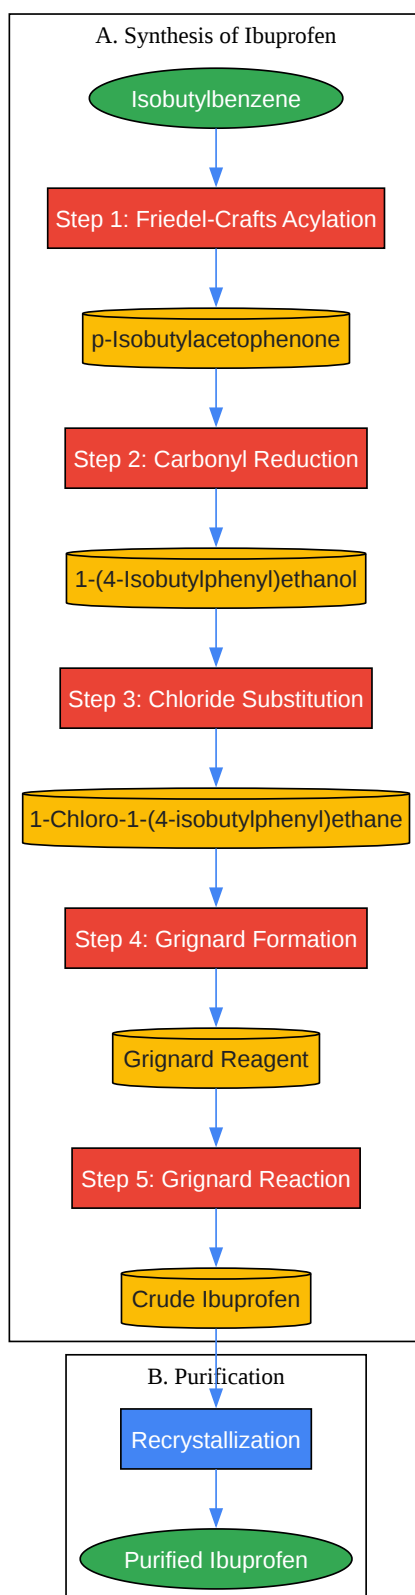 A. Synthesis of Ibuprofen
Isobutylbenzene
Step 1: Friedel-Crafts Acylation
p-Isobutylacetophenone
Step 2: Carbonyl Reduction
1-(4-Isobutylphenyl)ethanol
Step 3: Chloride Substitution
1-Chloro-1-(4-isobutylphenyl)ethane
Step 4: Grignard Formation
Grignard Reagent
Step 5: Grignard Reaction
Crude Ibuprofen
B. Purification
Recrystallization
Purified Ibuprofen